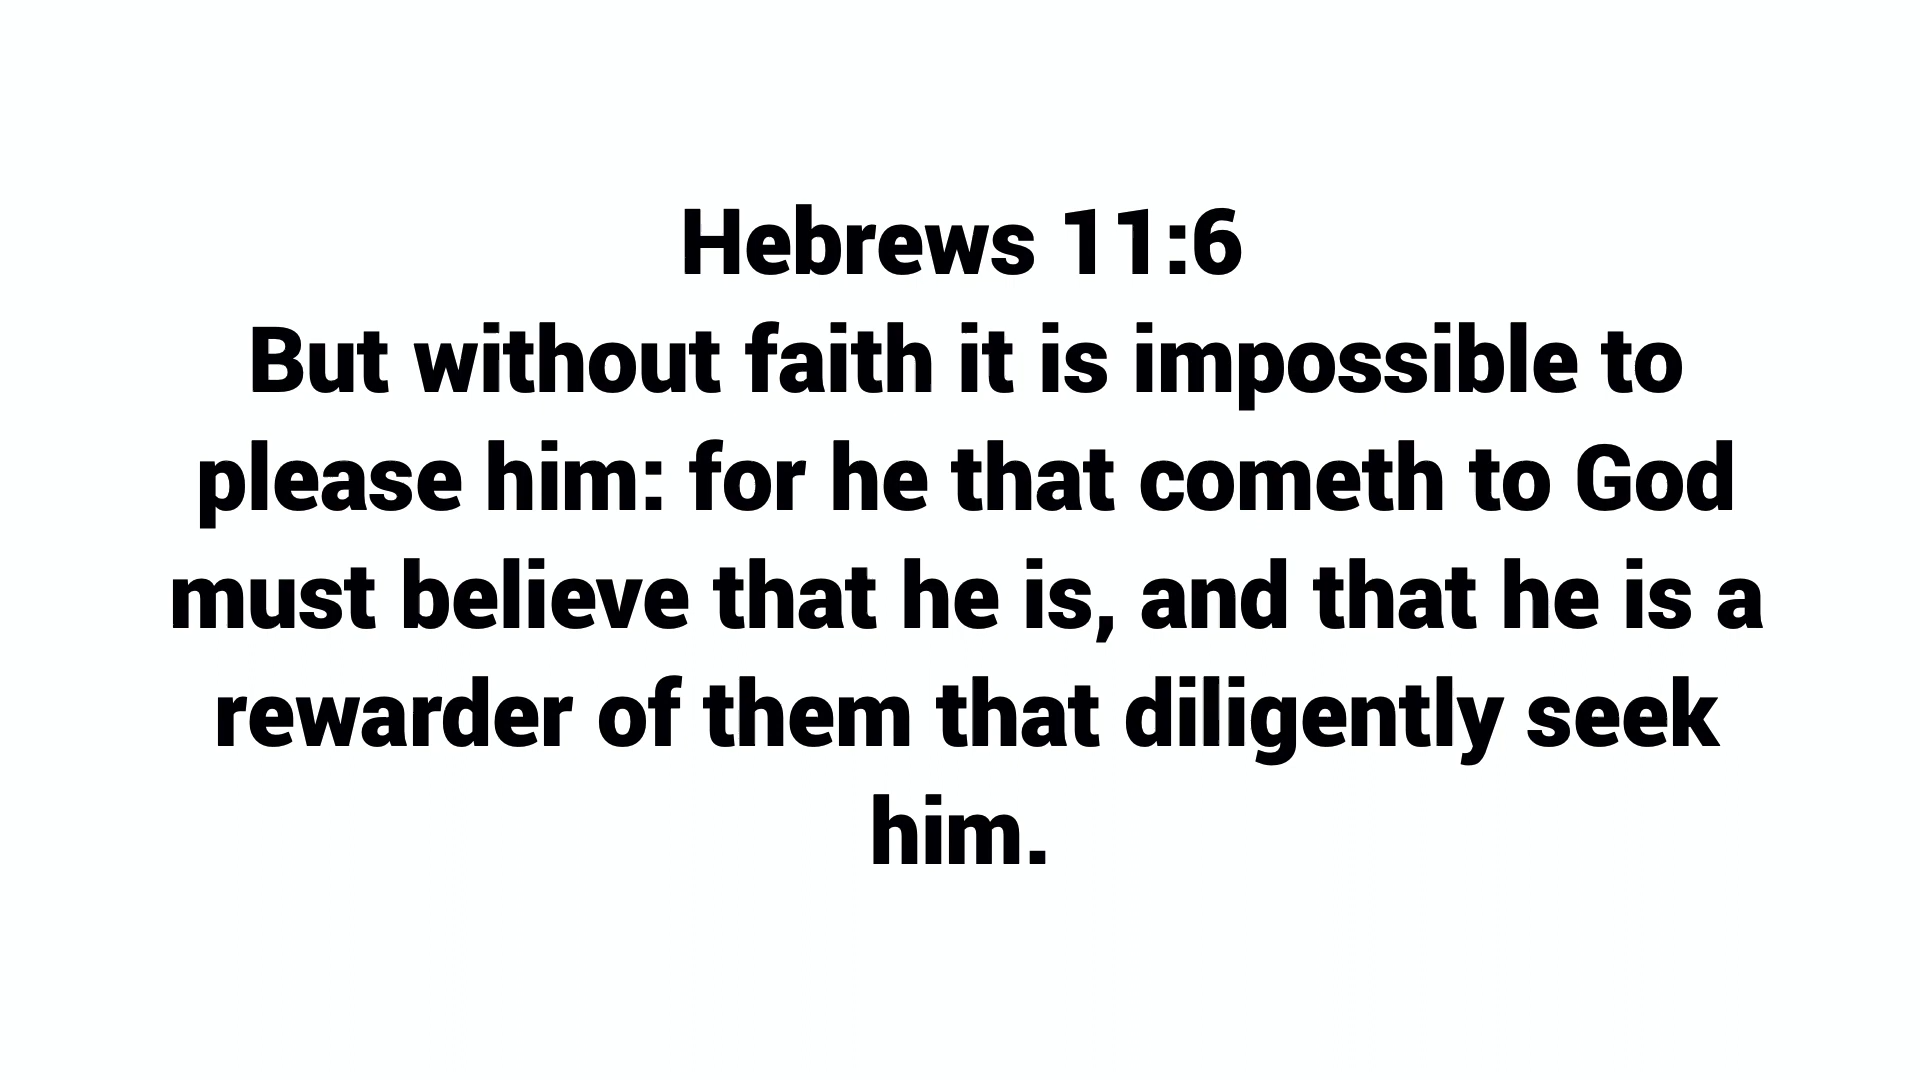 Hebrews 11:6
But without faith it is impossible to
please him: for he that cometh to God
must believe that he is, and that he is a
rewarder of them that diligently seek
him.